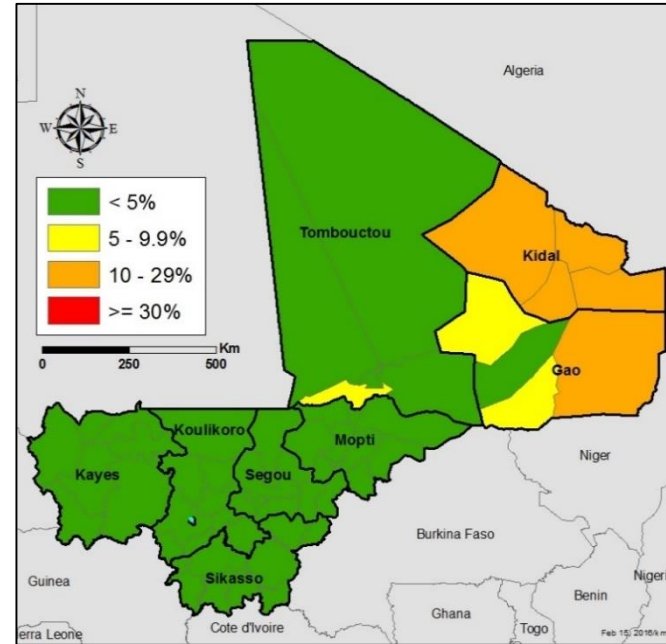 Algeria
N
W E
S
< 5%
5 - 9.9%
10 - 29%
>= 30%
Tombouctou
Kidal
Km
0 250 500
Gao
Koulikoro
Mopti
Kayes
Segou
Niger
Sikasso
Burkina Faso
Guinea
Benin
Nigeri
Ghana
Togo
erra Leone
Cote d'Ivoire